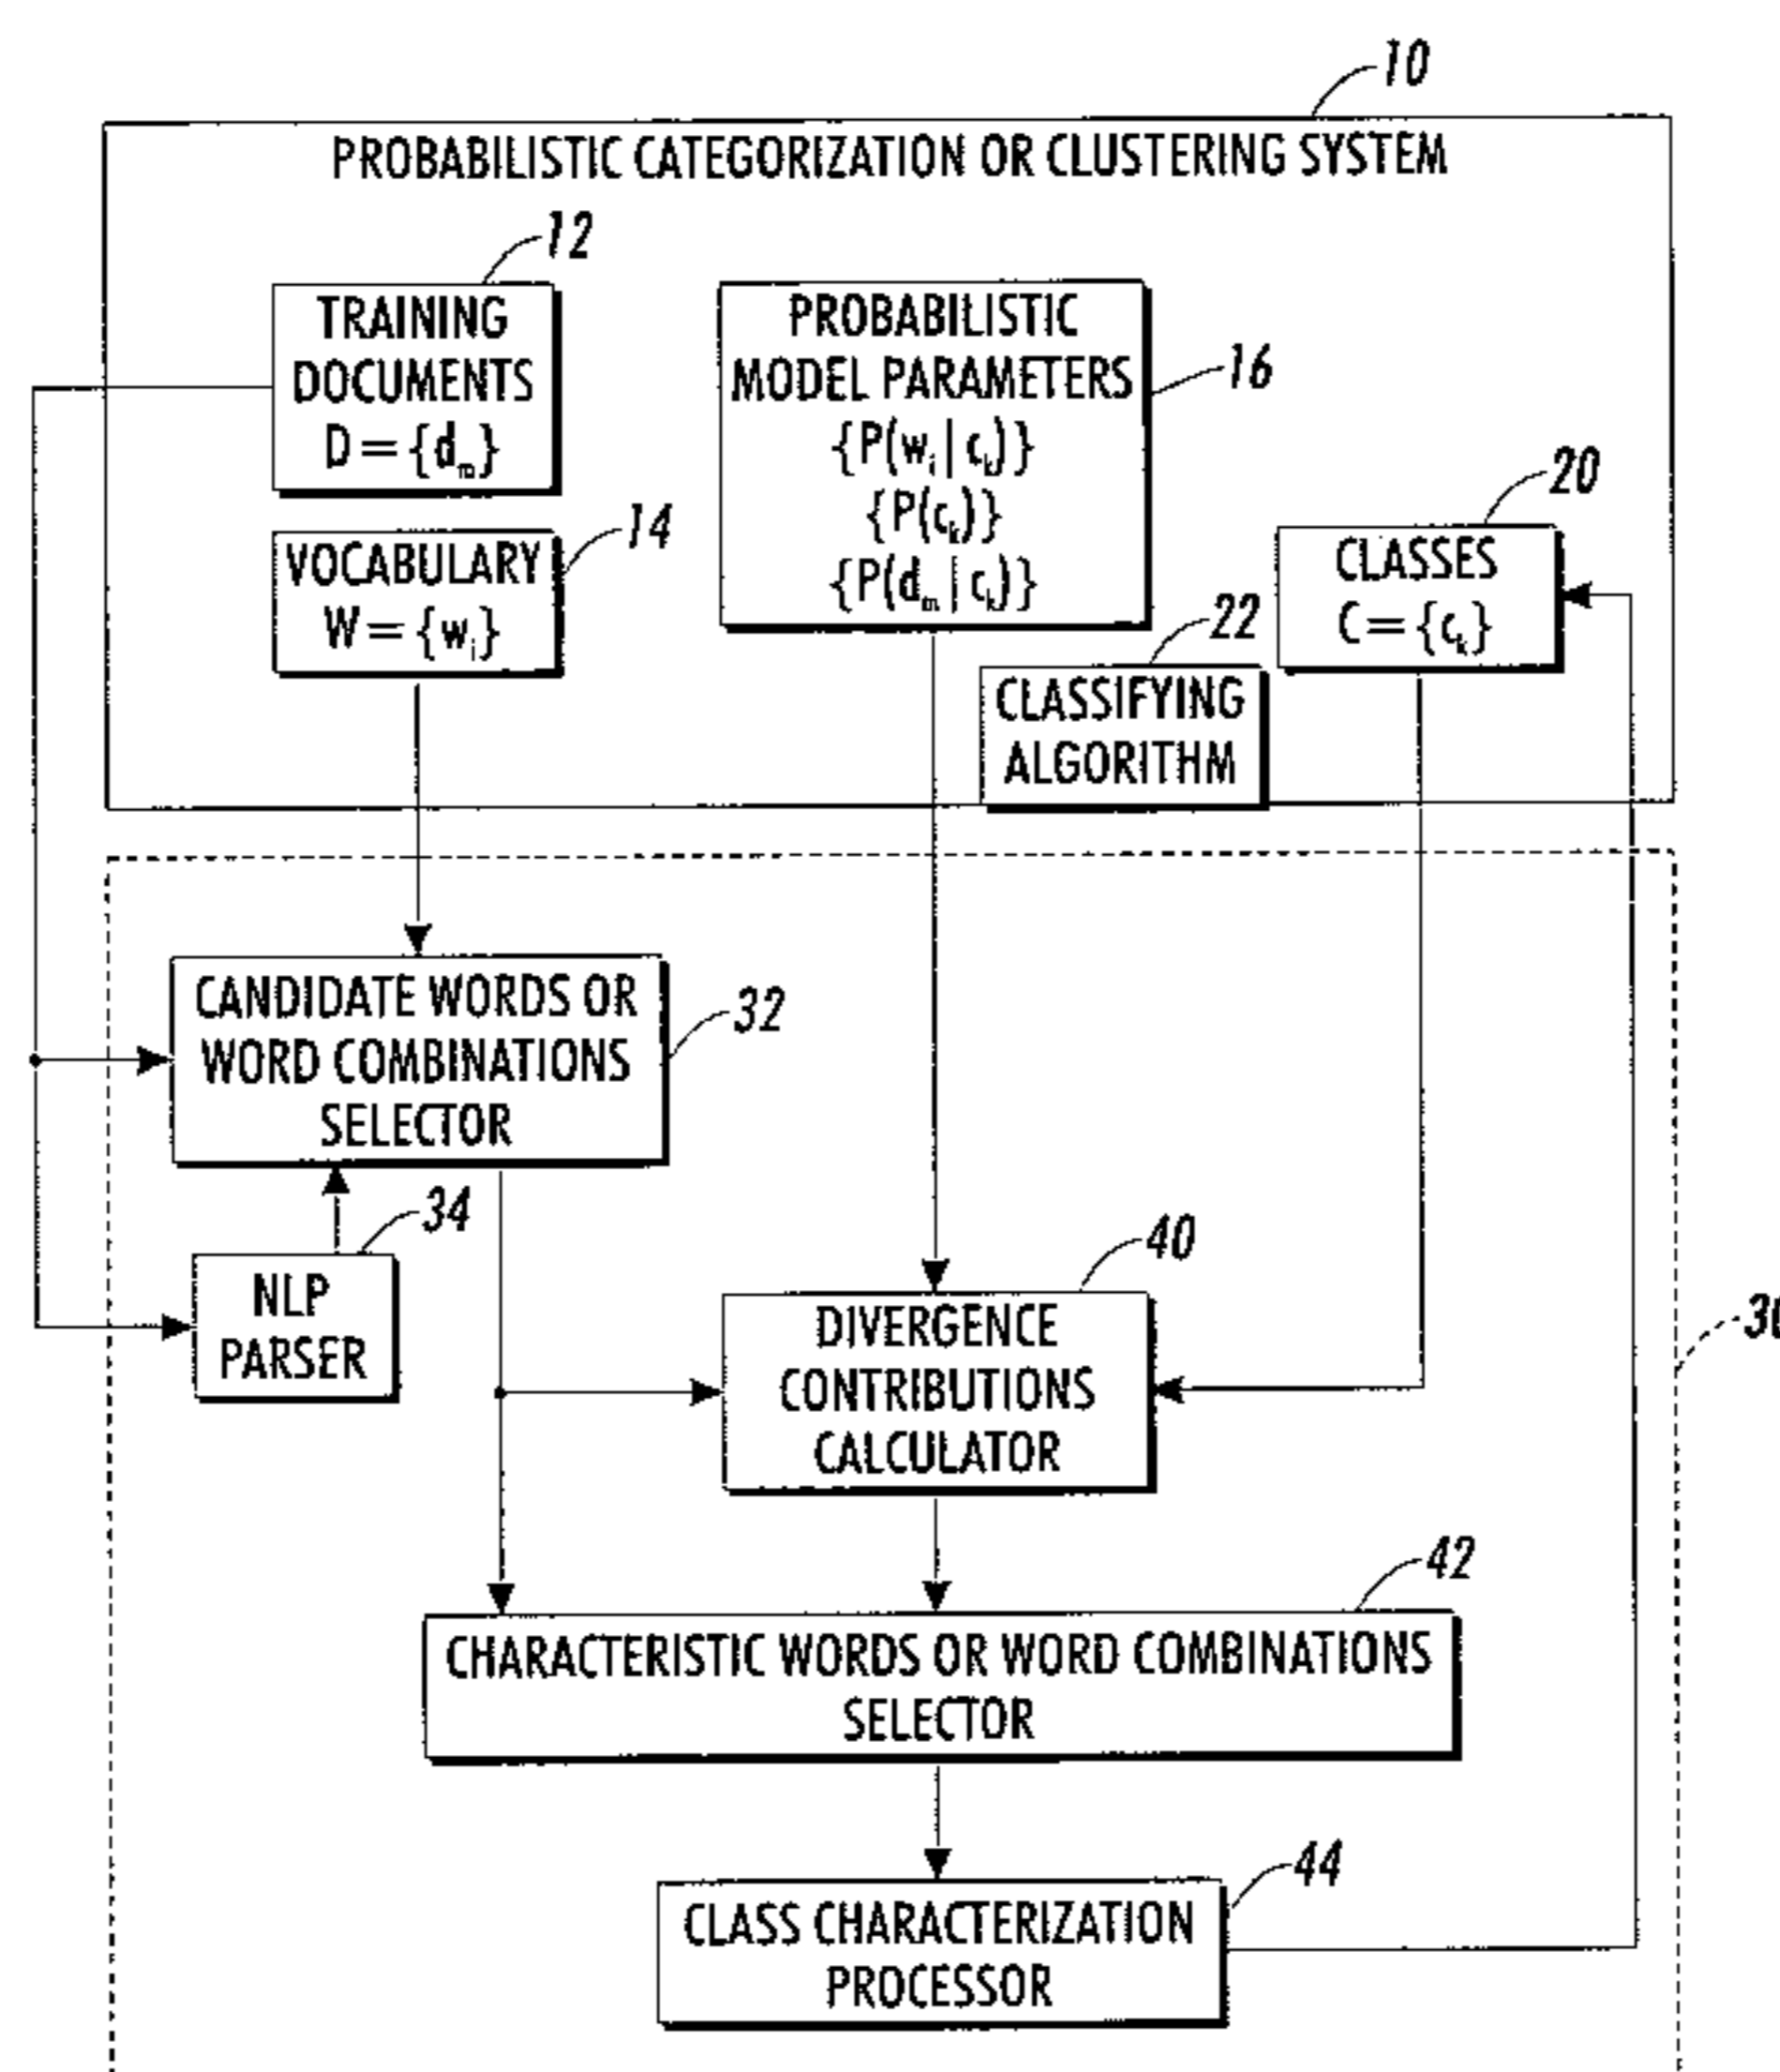 10
PROBABILISTIC CATEGORIZATION OR CLUSTERING SYSTEM
12
TRAINING
DOCUMENTS
D={dₘ}
14
VOCABULARY
W={wᵢ}
PROBABILISTIC
MODEL PARAMETERS
{P(wᵢ|cₖ)}
{P(cₖ)}
{P(dₘ|cₖ)}
16
20
CLASSES
C={cₖ}
22
CLASSIFYING
ALGORITHM
CANDIDATE WORDS OR
WORD COMBINATIONS
SELECTOR
32
34
NLP
PARSER
40
DIVERGENCE
CONTRIBUTIONS
CALCULATOR
42
CHARACTERISTIC WORDS OR WORD COMBINATIONS
SELECTOR
44
CLASS CHARACTERIZATION
PROCESSOR